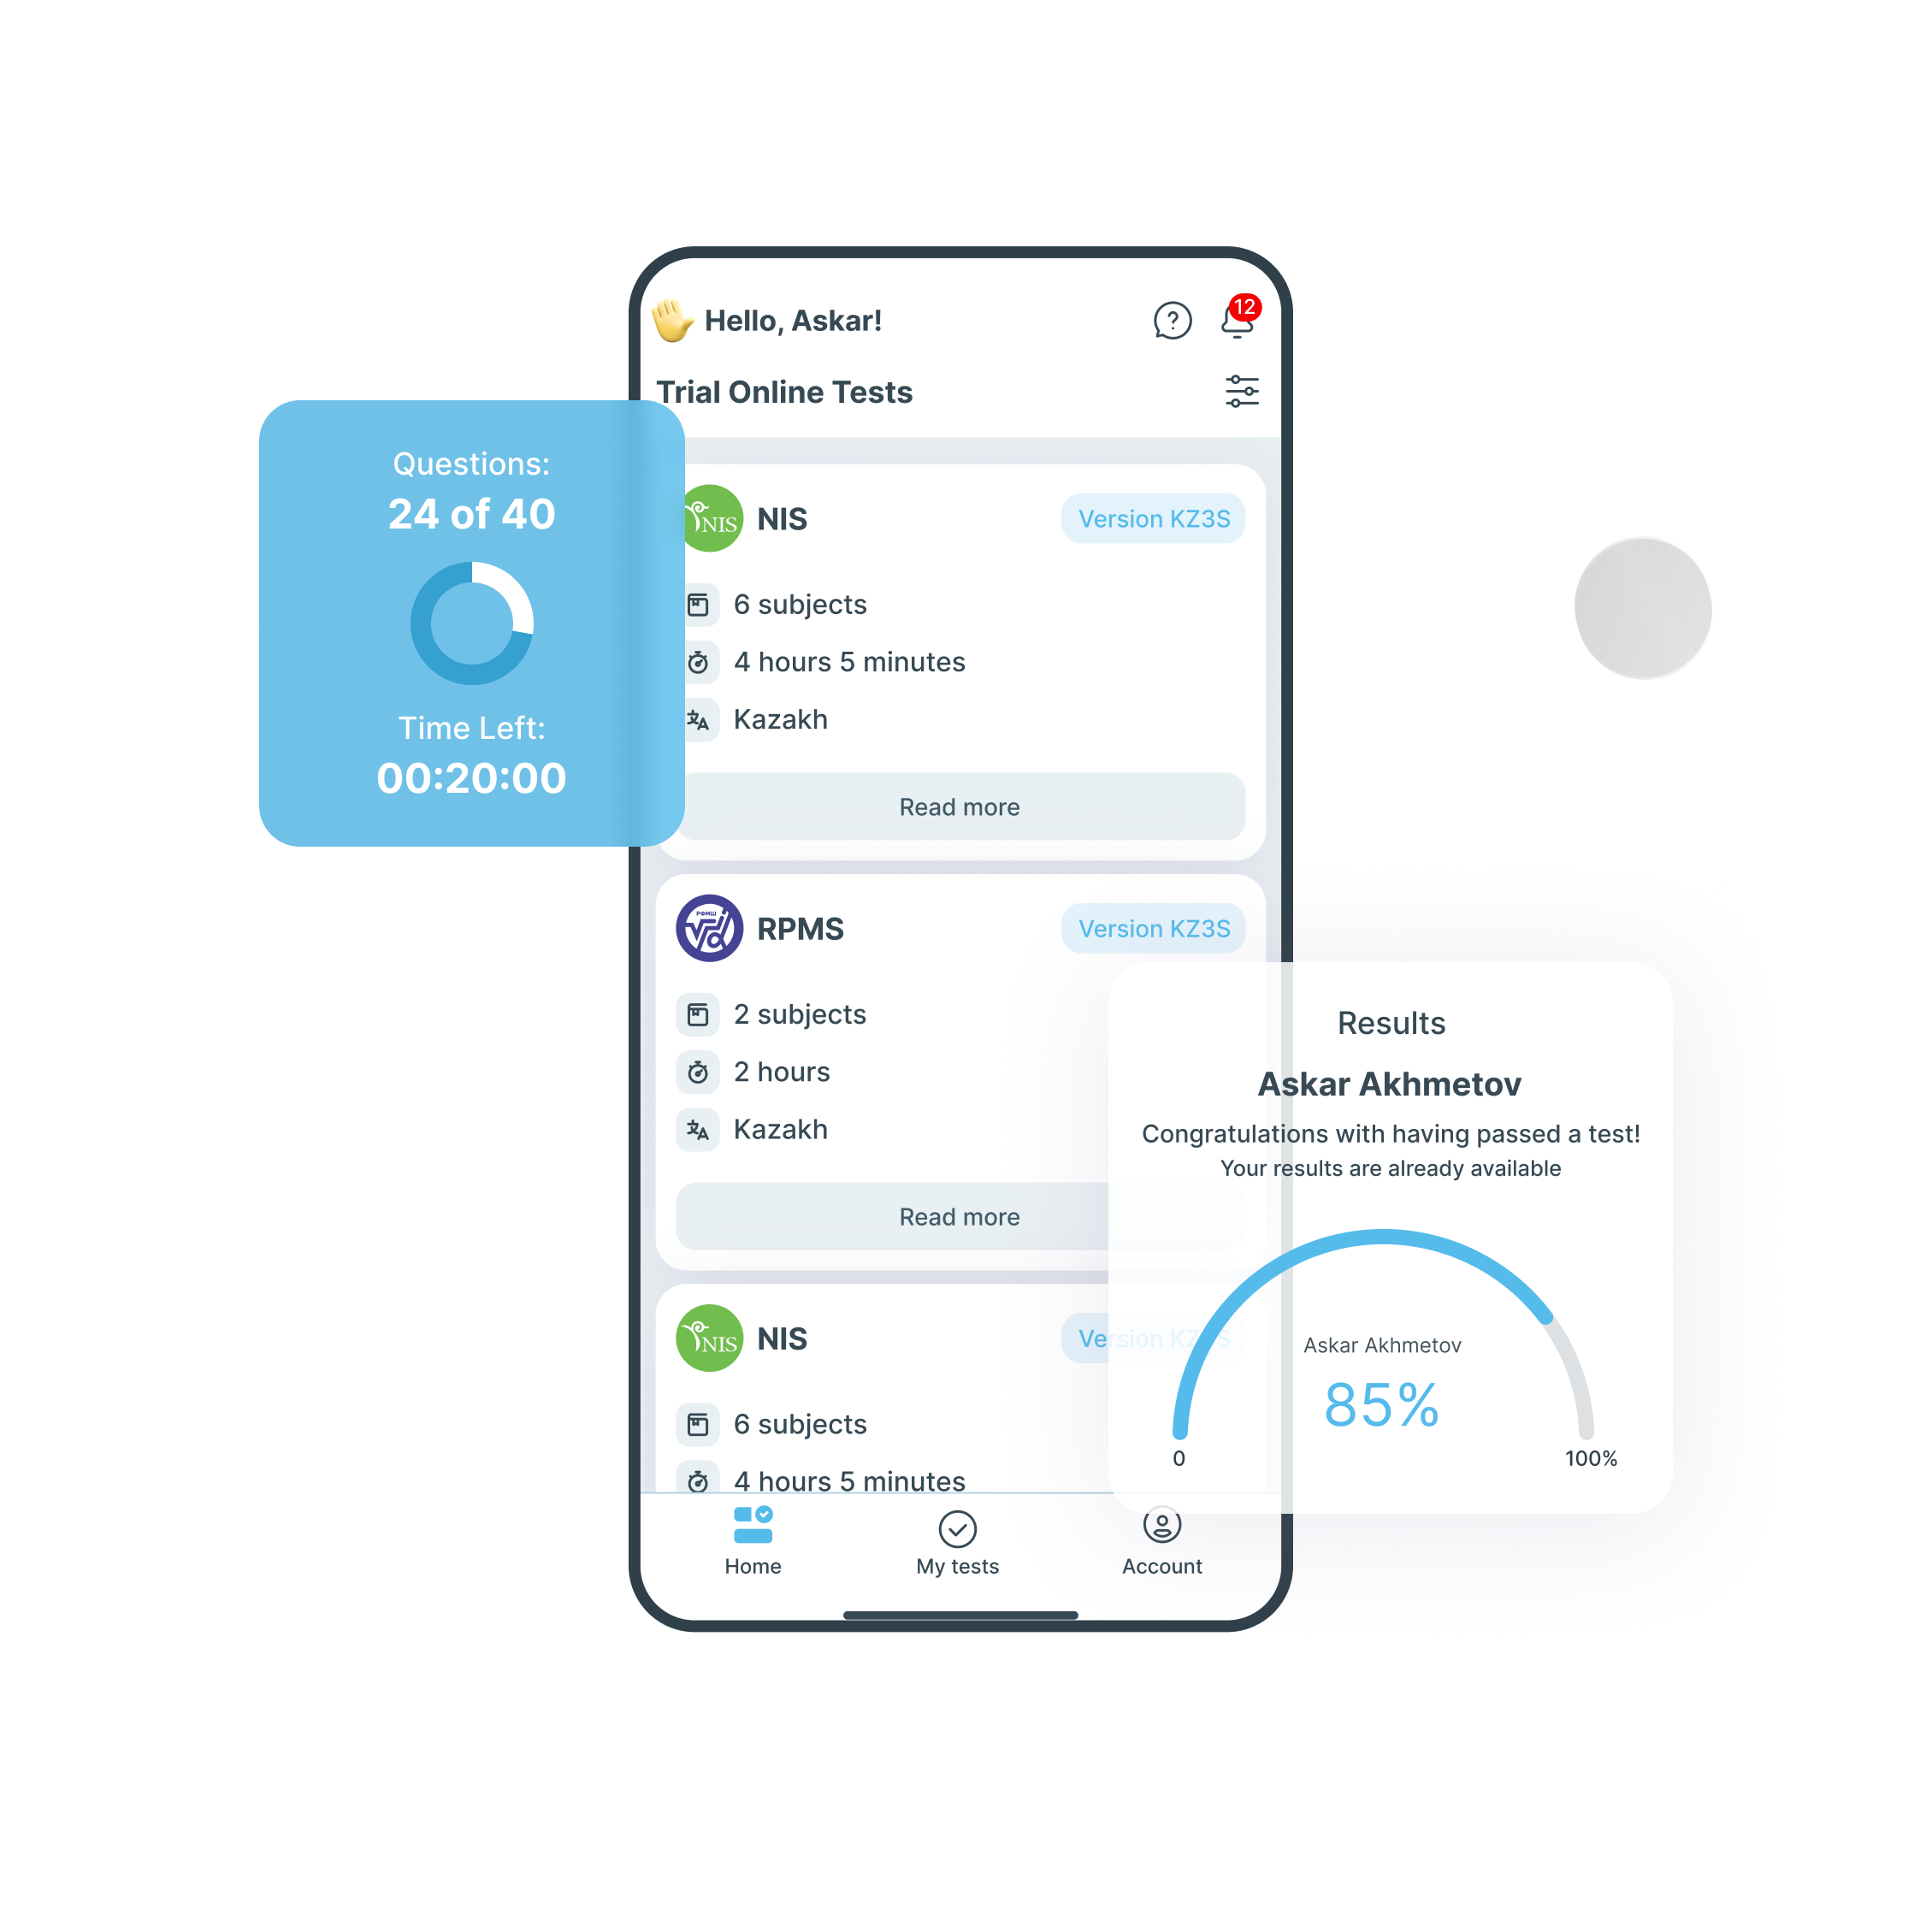 Hello, Askar!
12
Trial Online Tests
Questions:
24 of 40
Time Left:
00:20:00
NIS
NIS
Version KZ3S
6 subjects
4 hours 5 minutes
Kazakh
Read more
РФМШ
RPMS
Version KZ3S
2 subjects
2 hours
Kazakh
Read more
NIS
NIS
Version KZ3S
6 subjects
4 hours 5 minutes
Results
Askar Akhmetov
Congratulations with having passed a test!
Your results are already available
Askar Akhmetov
85%
0
100%
Home
My tests
Account